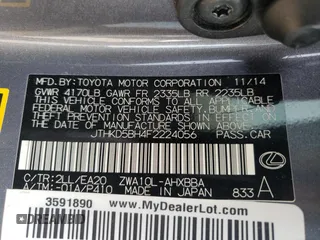 MFD.BY: TOYOTA MOTOR CORPORATION 11/14
GVWR 4170LB GAWR FR 2335LB RR 2235LB
THIS VEHICLE CONFORMS TO ALL APPLICABLE
FEDERAL MOTOR VEHICLE SAFETY, BUMPER, AND
THEFT PREVENTION STANDARDS IN EFFECT ON
THE DATE OF MANUFACTURE SHOWN ABOVE.
JTHKD5BH4F2224056 PASS.CAR
C/TR:2LL/EA20 ZWA10L-AHXBBA
A/TM:-01A/P410 MADE IN JAPAN 833 A
LEXUS
3591890 www.MyDealerLot.com